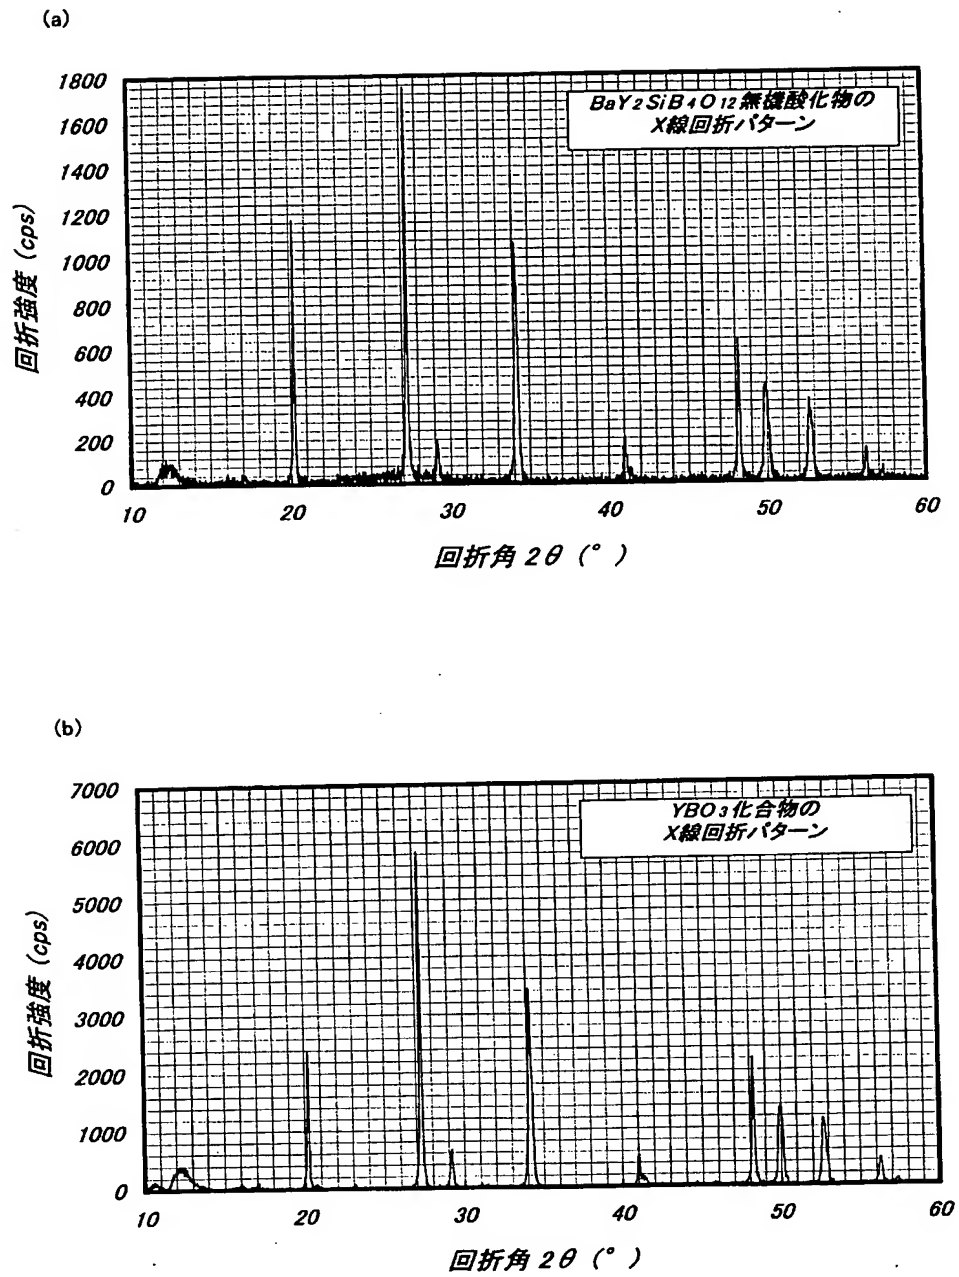 (a)
1800
1600
1400
1200
1000
800
600
400
200
0
回折強度 (cps)
BaY2SiB4O12無機酸化物の
X線回折パターン
10 20 30 40 50 60
回折角 2θ (° )
(b)
7000
6000
5000
4000
3000
2000
1000
0
回折強度 (cps)
YBO3化合物の
X線回折パターン
10 20 30 40 50 60
回折角 2θ (° )